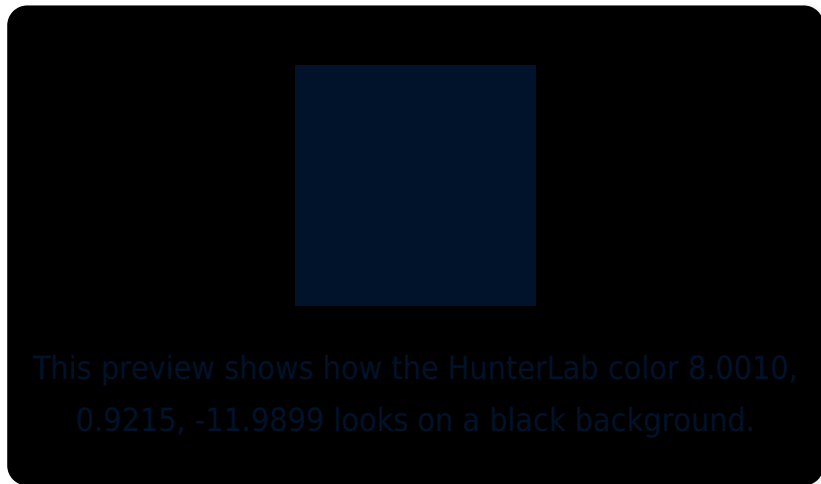 This preview shows how the HunterLab color 8.0010,
0.9215, -11.9899 looks on a black background.